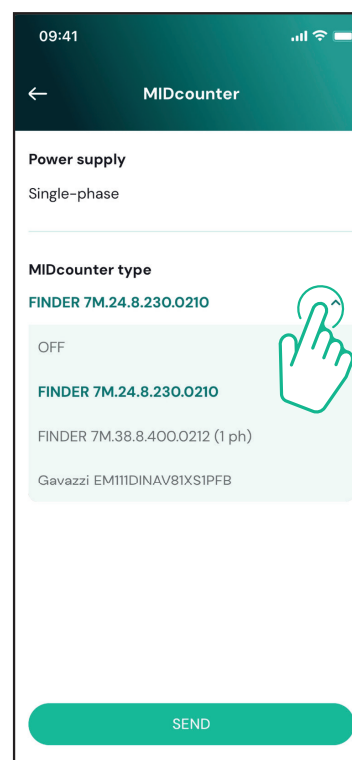 09:41
MIDcounter
Power supply
Single-phase
MIDcounter type
FINDER 7M.24.8.230.0210
OFF
FINDER 7M.24.8.230.0210
FINDER 7M.38.8.400.0212 (1 ph)
Gavazzi EM111DINAV81XS1PFB
SEND